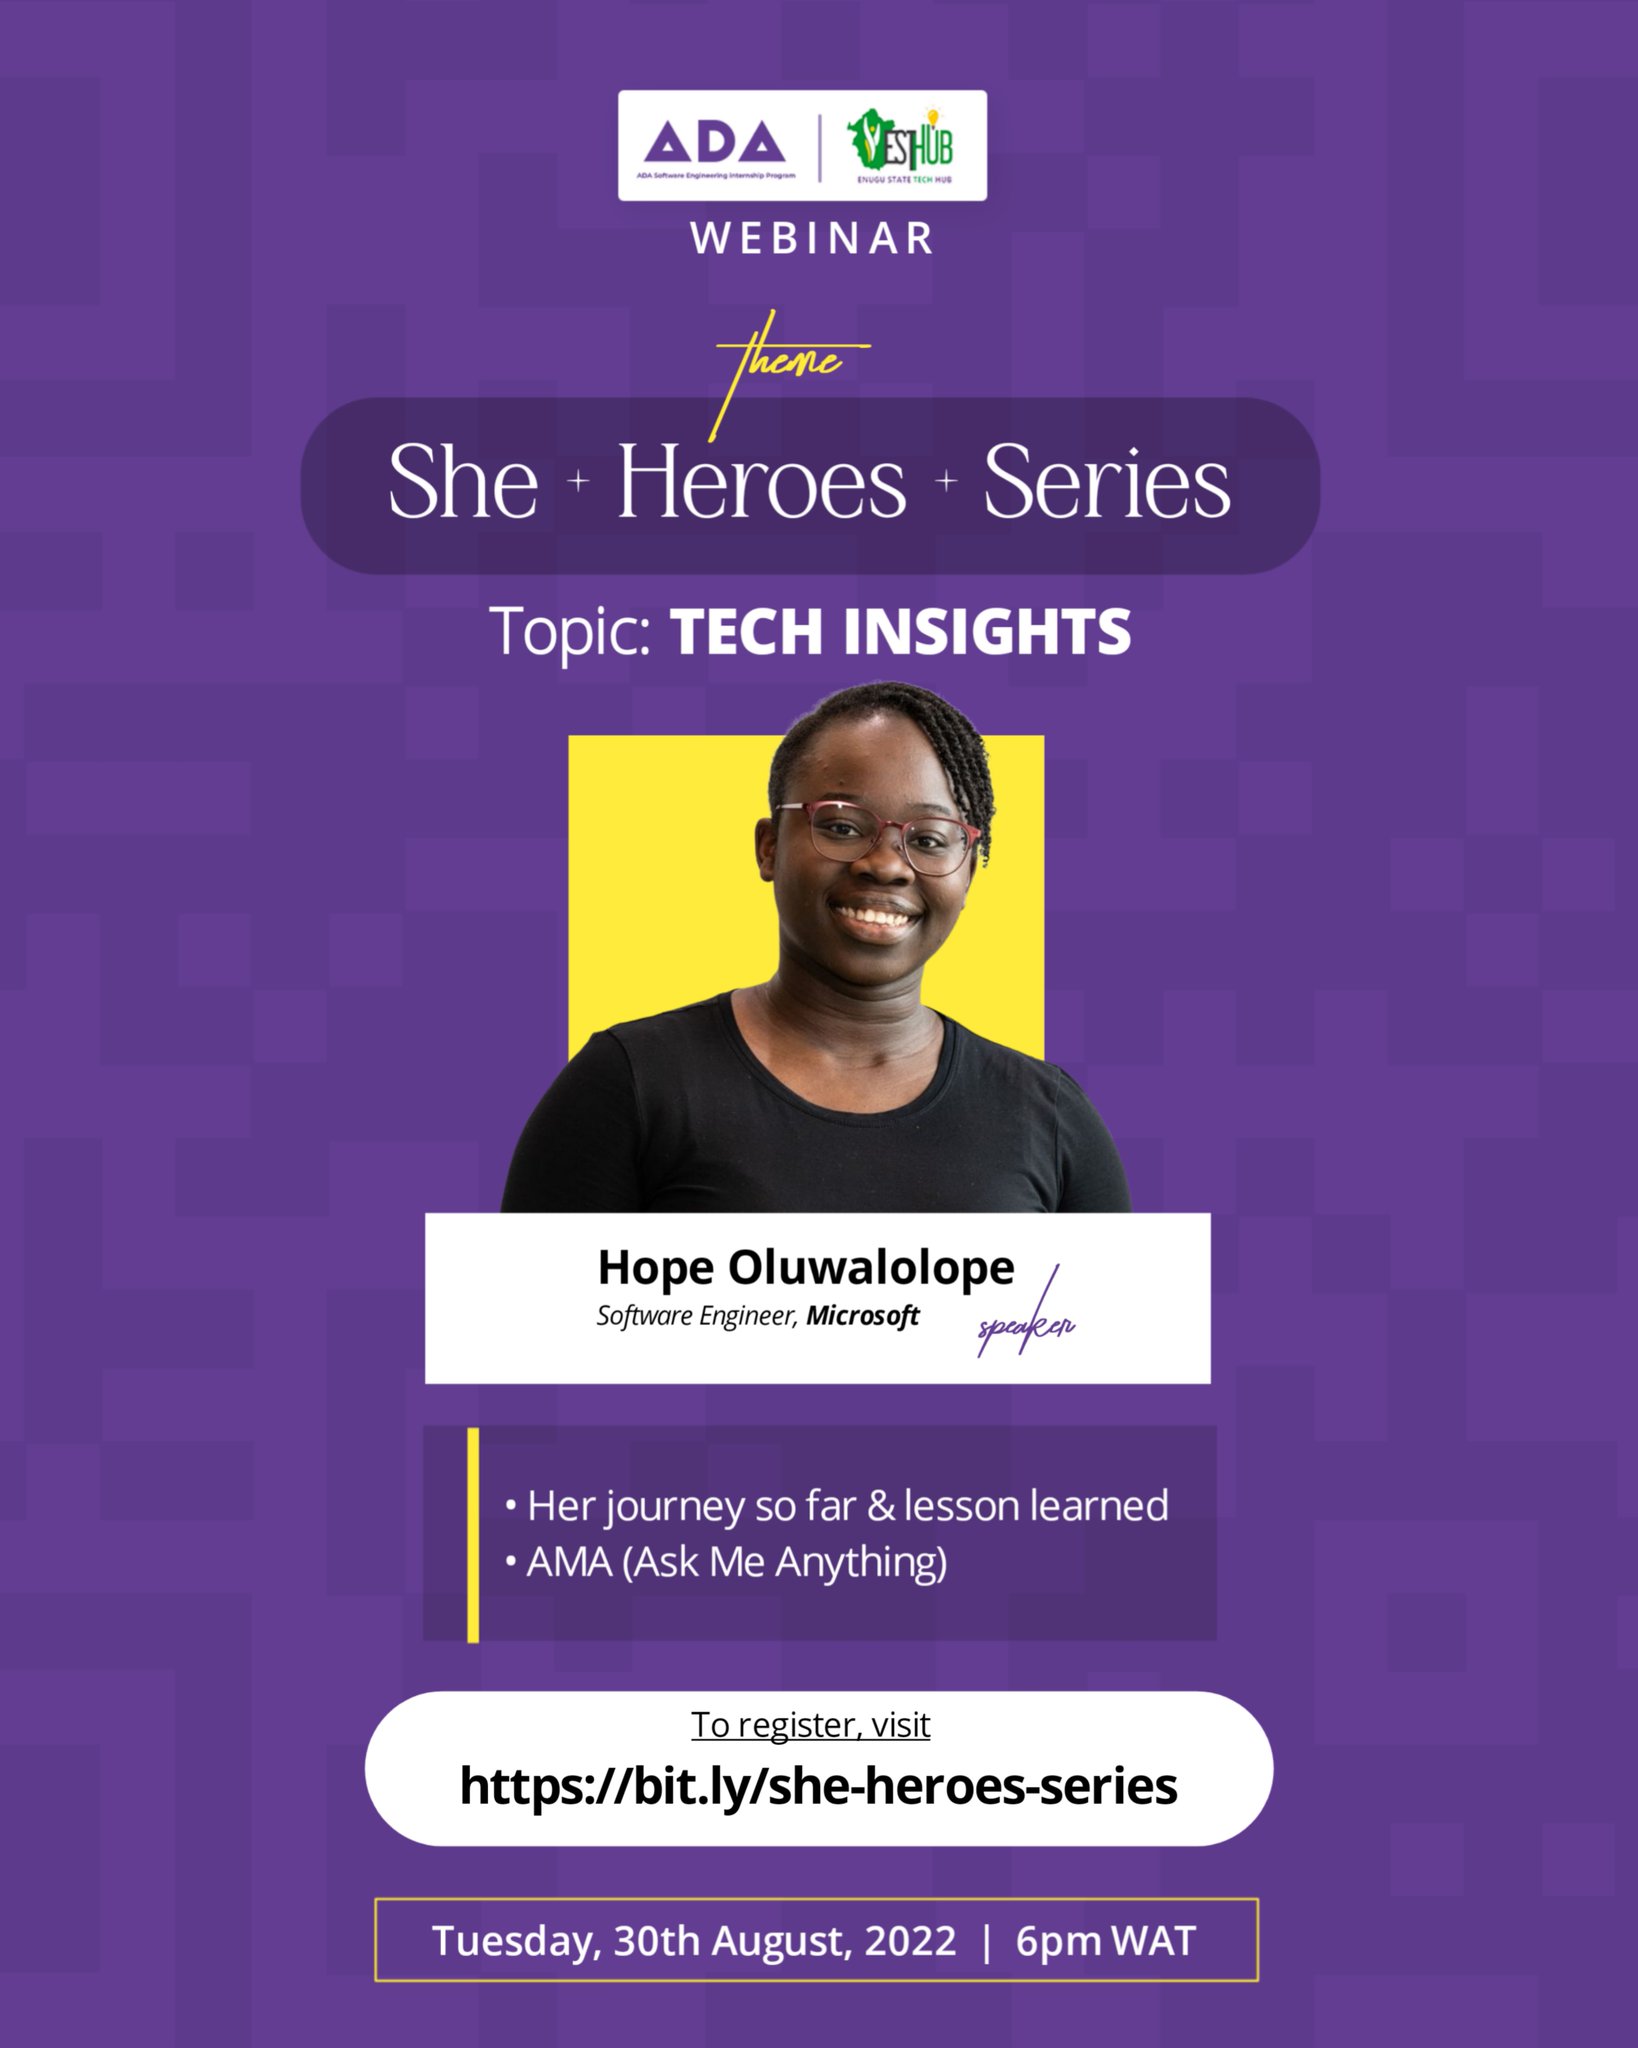 ADA
ADA Software Engineering Internship Program
YESTHUB
ENUGU STATE TECH HUB
WEBINAR
theme
She + Heroes + Series
Topic: TECH INSIGHTS
Hope Oluwalolope
Software Engineer, Microsoft
speaker
• Her journey so far & lesson learned
• AMA (Ask Me Anything)
To register, visit
https://bit.ly/she-heroes-series
Tuesday, 30th August, 2022 | 6pm WAT